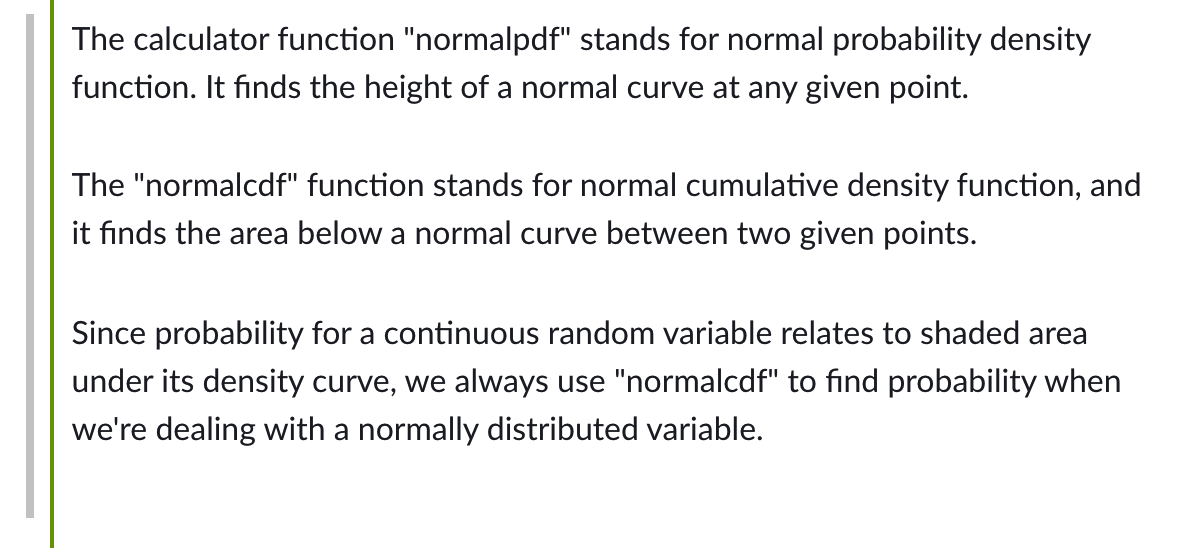 The calculator function "normalpdf" stands for normal probability density
function. It finds the height of a normal curve at any given point.
The "normalcdf" function stands for normal cumulative density function, and
it finds the area below a normal curve between two given points.
Since probability for a continuous random variable relates to shaded area
under its density curve, we always use "normalcdf" to find probability when
we're dealing with a normally distributed variable.